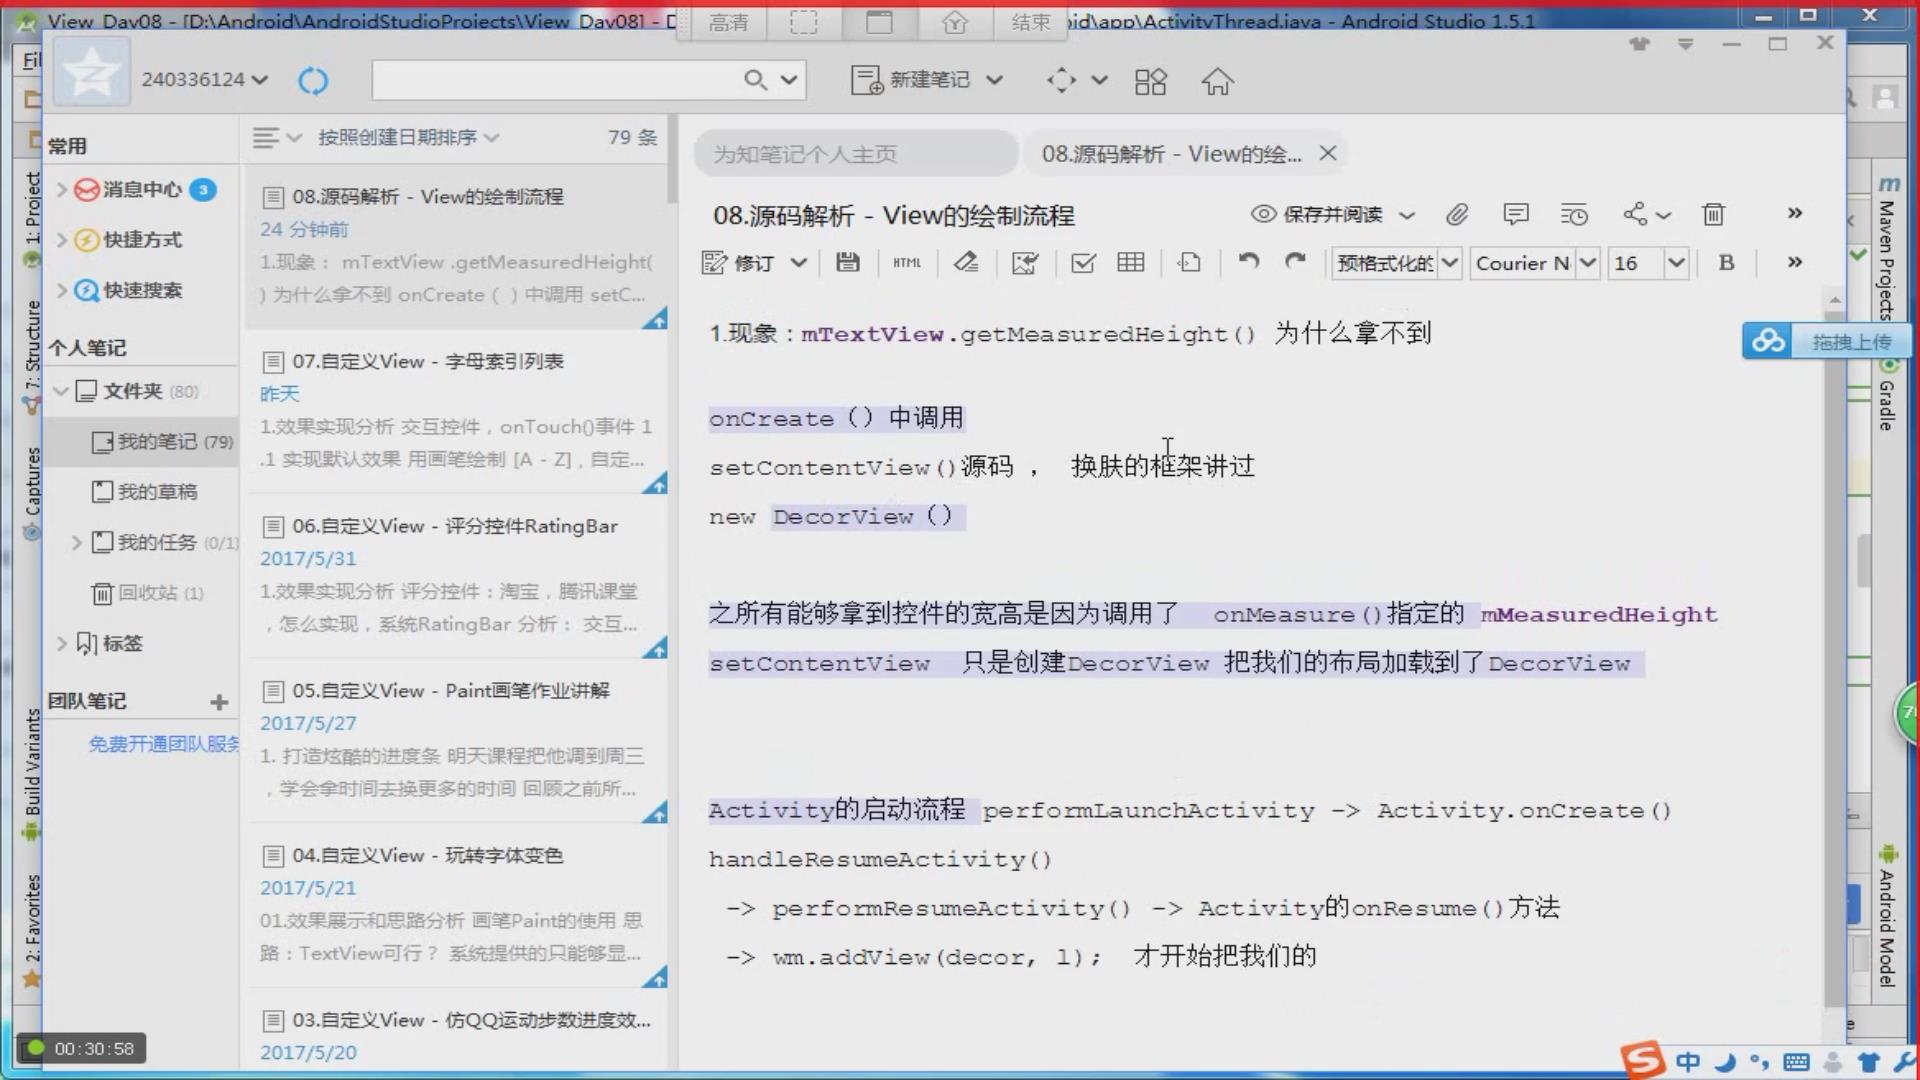 View_Day08 - [D:\Android\AndroidStudioProjects\View_Day08] - 
高清
结束
id\app\ActivityThread.java - Android Studio 1.5.1
240336124
新建笔记
常用
消息中心 3
快捷方式
快速搜索
个人笔记
文件夹 (80)
我的笔记 (79)
我的草稿
我的任务 (0/1)
回收站 (1)
标签
团队笔记
免费开通团队服务
按照创建日期排序
79 条
08.源码解析 - View的绘制流程
24 分钟前
1.现象： mTextView .getMeasuredHeight(
) 为什么拿不到 onCreate ( ) 中调用 setC...
07.自定义View - 字母索引列表
昨天
1.效果实现分析 交互控件，onTouch()事件 1
.1 实现默认效果 用画笔绘制 [A - Z]，自定...
06.自定义View - 评分控件RatingBar
2017/5/31
1.效果实现分析 评分控件：淘宝，腾讯课堂
，怎么实现，系统RatingBar 分析： 交互...
05.自定义View - Paint画笔作业讲解
2017/5/27
1. 打造炫酷的进度条 明天课程把他调到周三
，学会拿时间去换更多的时间 回顾之前所...
04.自定义View - 玩转字体变色
2017/5/21
01.效果展示和思路分析 画笔Paint的使用 思
路：TextView可行？ 系统提供的只能够显...
03.自定义View - 仿QQ运动步数进度效...
2017/5/20
为知笔记个人主页
08.源码解析 - View的绘...
08.源码解析 - View的绘制流程
保存并阅读
修订
HTML
预格式化的
Courier N
16
B
1.现象：mTextView.getMeasuredHeight() 为什么拿不到
onCreate（）中调用
setContentView()源码 ， 换肤的框架讲过
new DecorView（）
之所有能够拿到控件的宽高是因为调用了 onMeasure()指定的 mMeasuredHeight
setContentView 只是创建DecorView 把我们的布局加载到了DecorView
Activity的启动流程 performLaunchActivity -> Activity.onCreate()
handleResumeActivity()
-> performResumeActivity() -> Activity的onResume()方法
-> wm.addView(decor, l); 才开始把我们的
拖拽上传
1: Project
7: Structure
Captures
Build Variants
2: Favorites
Maven Projects
Gradle
Android Model
00:30:58
中